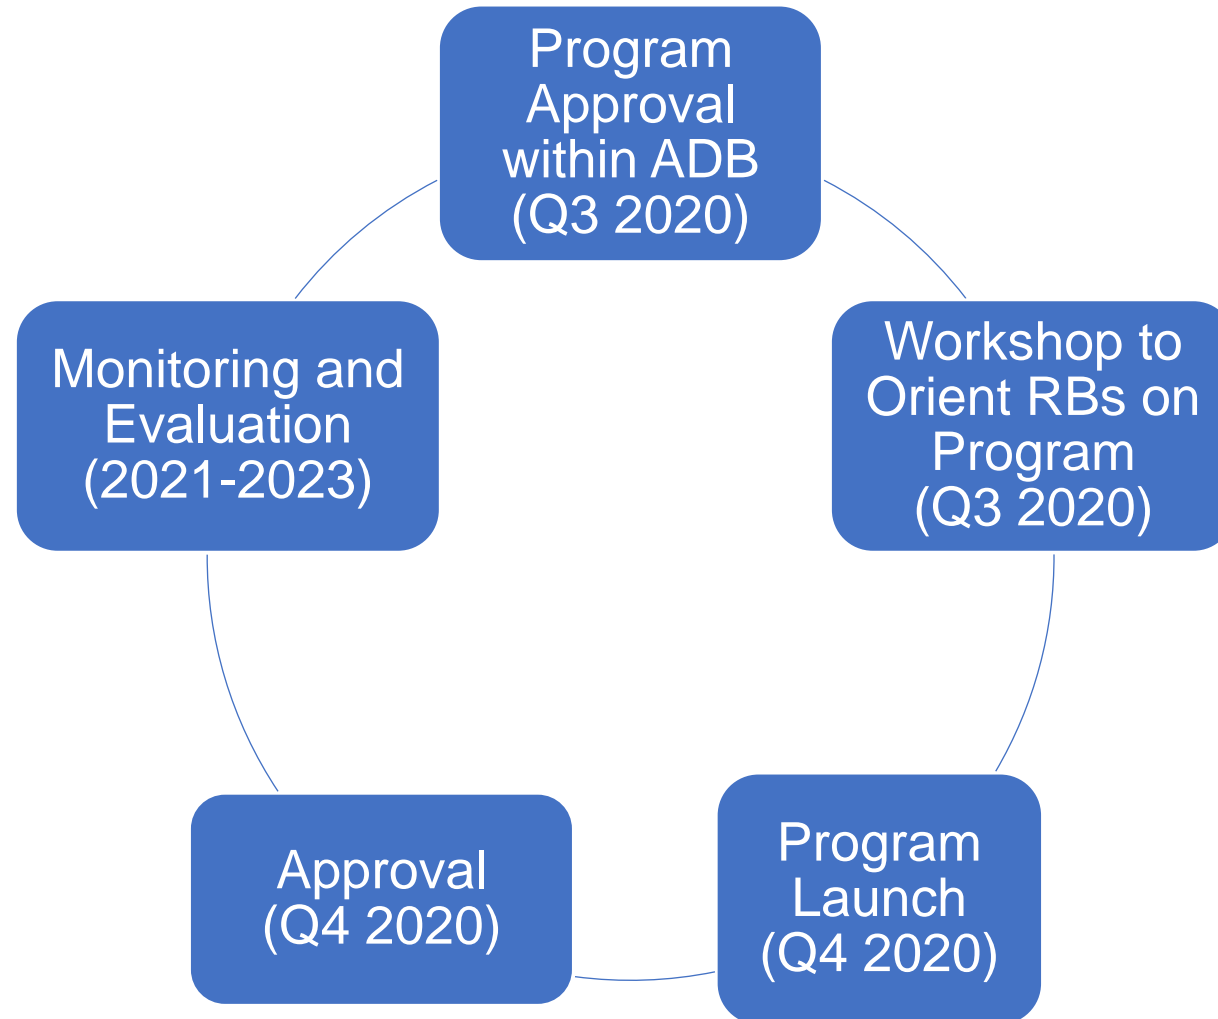 Program
Approval
within ADB
(Q3 2020)
Workshop to
Orient RBs on
Program
(Q3 2020)
Program
Launch
(Q4 2020)
Approval
(Q4 2020)
Monitoring and
Evaluation
(2021-2023)